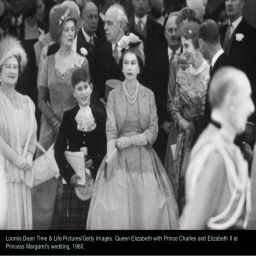 Loomis Dean Time & Life Pictures/Getty Images. Queen Elizabeth with Prince Charles and Elizabeth II at
Princess Margaret's wedding, 1960.